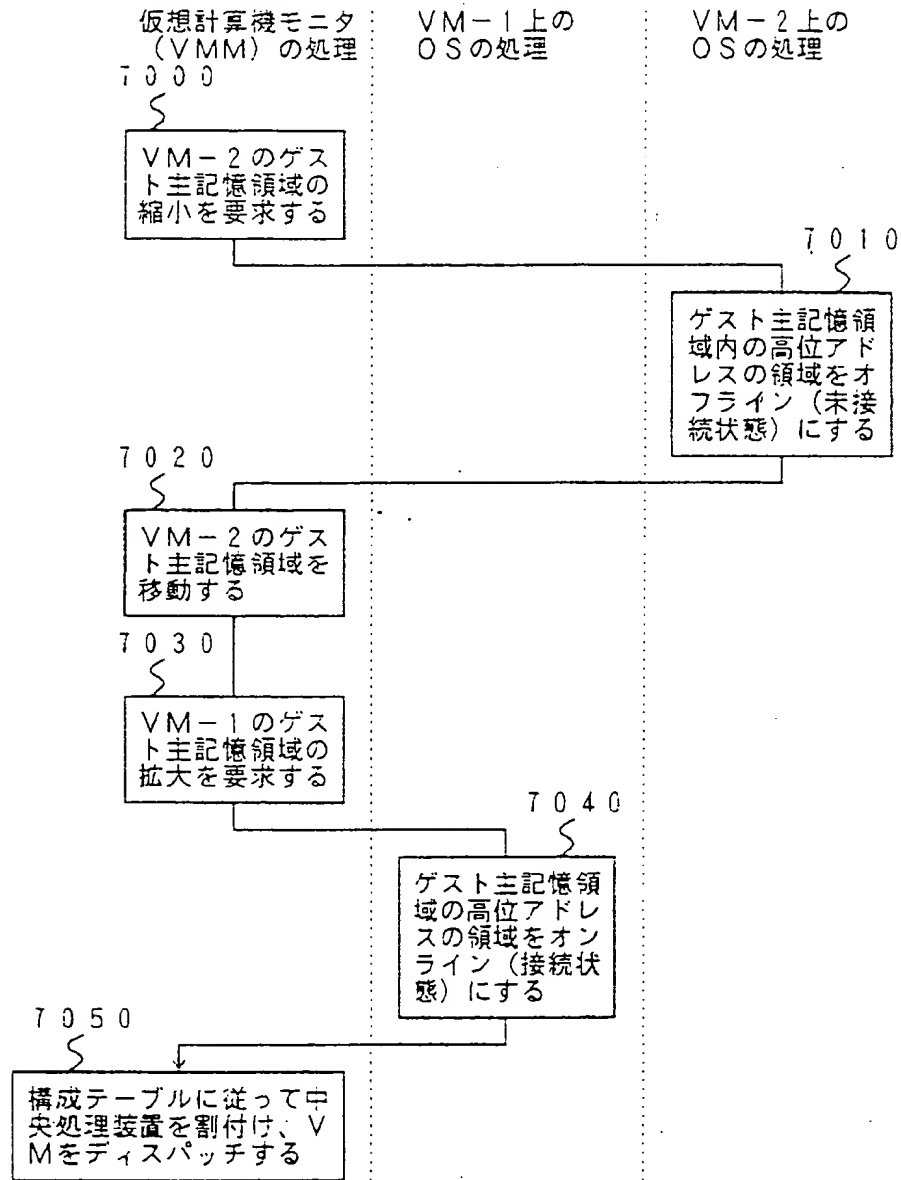 仮想計算機モニタ
(VMM)の処理
VM-1上の
OSの処理
VM-2上の
OSの処理
7000
VM-2のゲス
ト主記憶領域の
縮小を要求する
7010
ゲスト主記憶領
域内の高位アド
レスの領域をオ
フライン(未接
続状態)にする
7020
VM-2のゲス
ト主記憶領域を
移動する
7030
VM-1のゲス
ト主記憶領域の
拡大を要求する
7040
ゲスト主記憶領
域の高位アドレ
スの領域をオン
ライン(接続状
態)にする
7050
構成テーブルに従って中
央処理装置を割付け、V
Mをディスパッチする